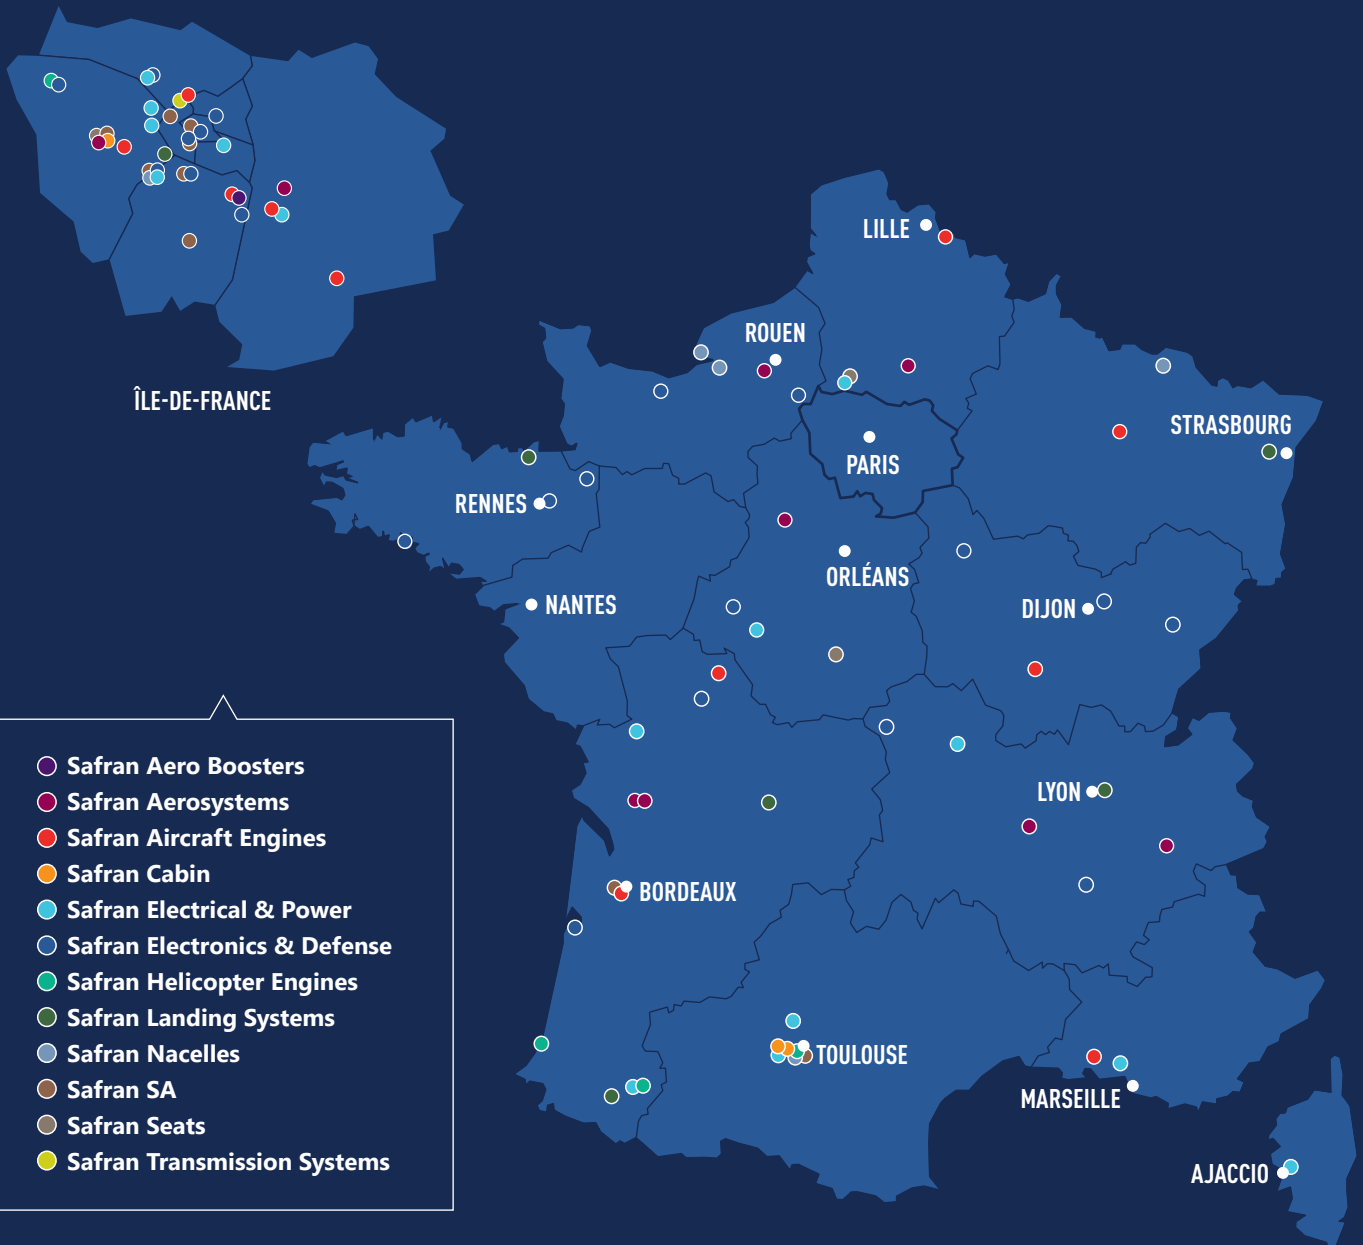 LILLE
ROUEN
ÎLE-DE-FRANCE
STRASBOURG
PARIS
RENNES
ORLÉANS
NANTES
DIJON
LYON
BORDEAUX
TOULOUSE
MARSEILLE
AJACCIO
Safran Aero Boosters
Safran Aerosystems
Safran Aircraft Engines
Safran Cabin
Safran Electrical & Power
Safran Electronics & Defense
Safran Helicopter Engines
Safran Landing Systems
Safran Nacelles
Safran SA
Safran Seats
Safran Transmission Systems